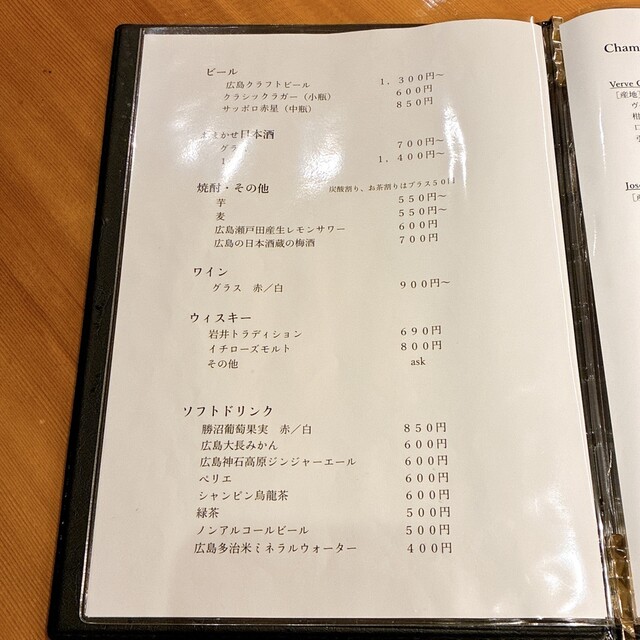 ビール
広島クラフトビール 1,300円~
クラシックラガー(小瓶) 600円
サッポロ赤星(中瓶) 850円
まかせ日本酒
グラ 700円~
1 1,400円~
焼酎・その他 炭酸割り、お茶割りはプラス50円
芋 550円~
麦 550円~
広島瀬戸田産生レモンサワー 600円
広島の日本酒蔵の梅酒 700円
ワイン
グラス 赤/白 900円~
ウィスキー
岩井トラディション 690円
イチローズモルト 800円
その他 ask
ソフトドリンク
勝沼葡萄果実 赤/白 850円
広島大長みかん 600円
広島神石高原ジンジャーエール 600円
ペリエ 600円
シャンピン烏龍茶 600円
緑茶 500円
ノンアルコールビール 500円
広島多治米ミネラルウォーター 400円
Cham
Verve C
[産地]
ヴ
Jos